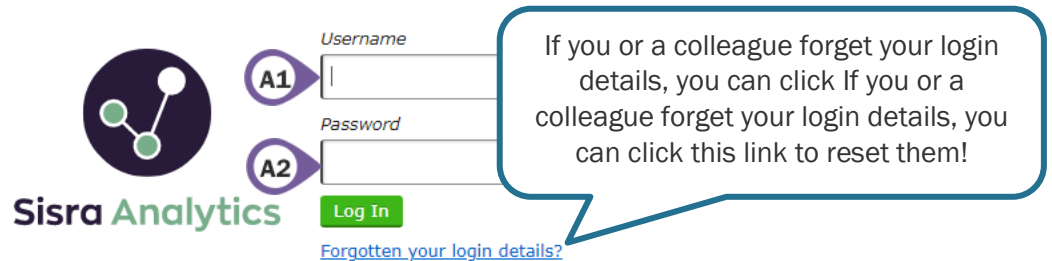 Username
A1
Password
A2
Sisra Analytics
Log In
Forgotten your login details?
If you or a colleague forget your login
details, you can click If you or a
colleague forget your login details, you
can click this link to reset them!